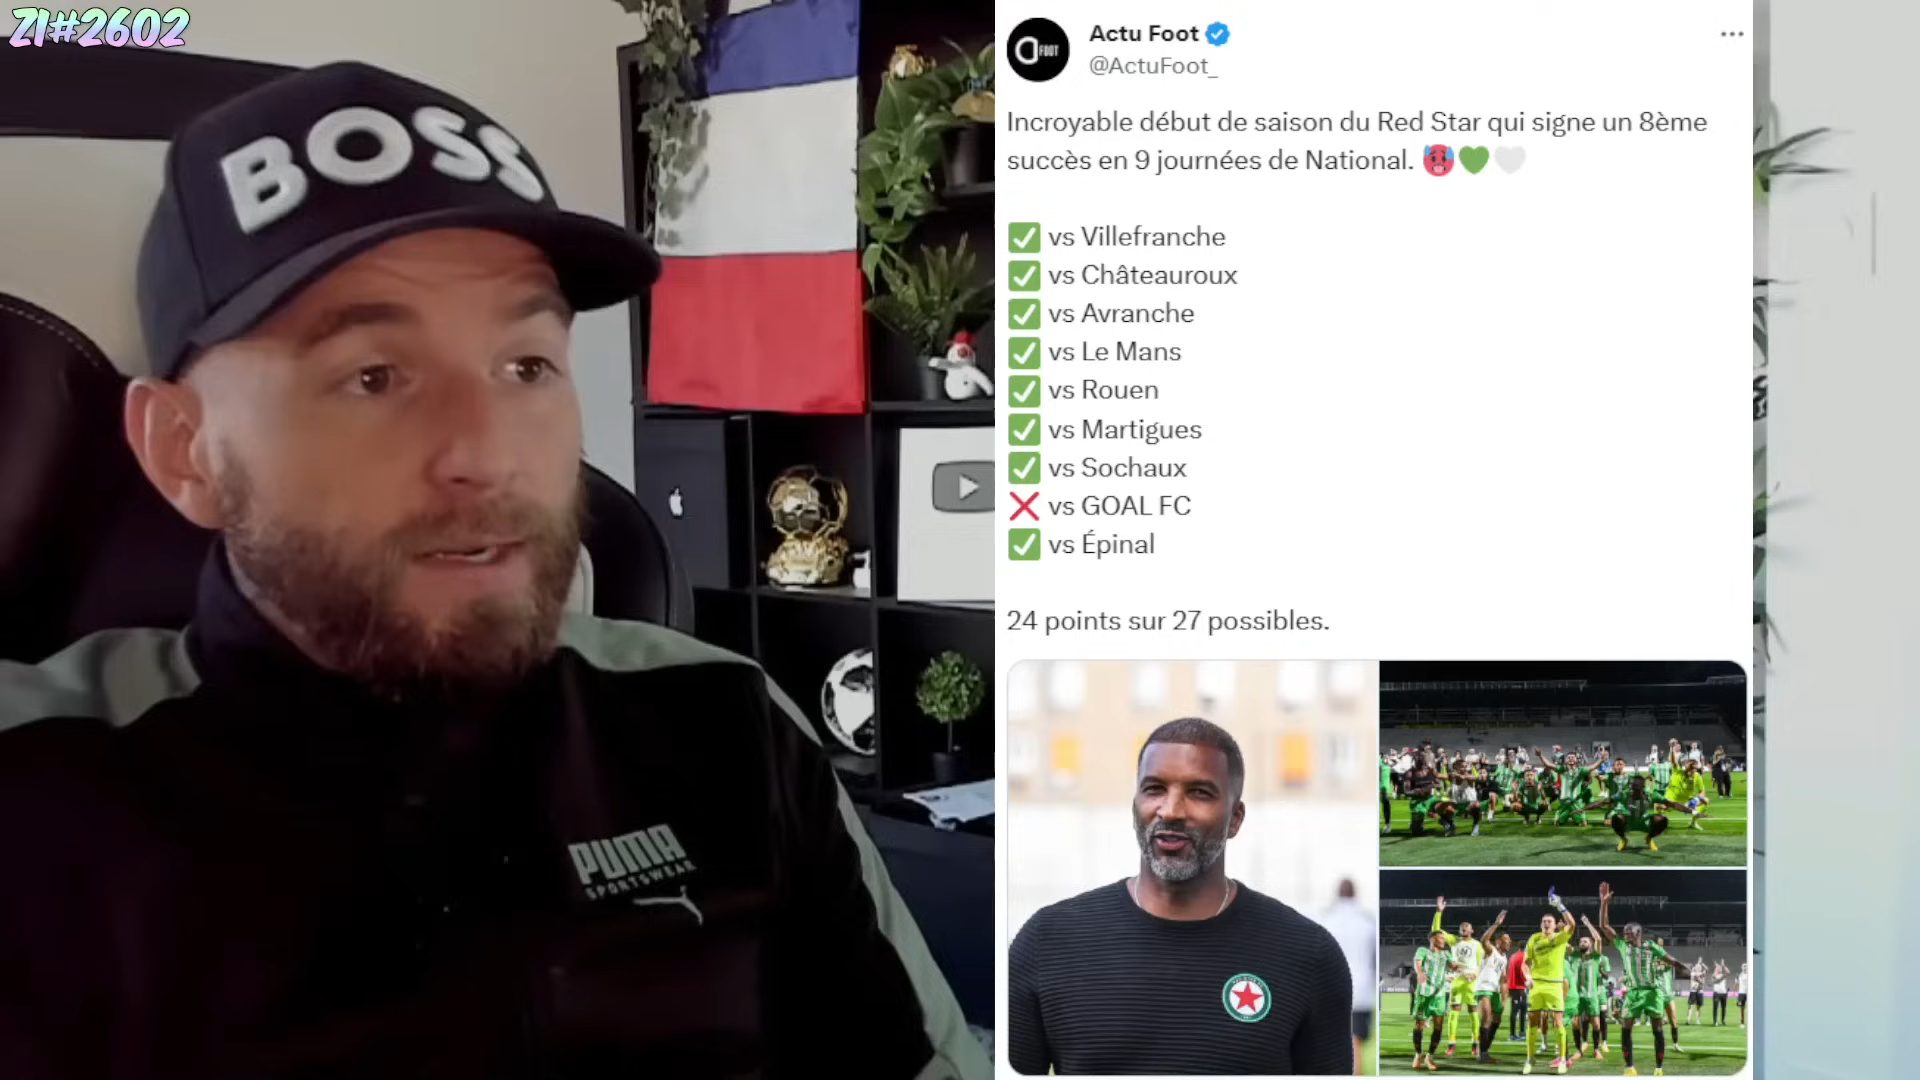 ZI#2602
BOSS
PUMA
SPORTSWEAR
FOOT
Actu Foot
@ActuFoot_
Incroyable début de saison du Red Star qui signe un 8ème
succès en 9 journées de National. 🥵💚🤍
✅ vs Villefranche
✅ vs Châteauroux
✅ vs Avranche
✅ vs Le Mans
✅ vs Rouen
✅ vs Martigues
✅ vs Sochaux
❌ vs GOAL FC
✅ vs Épinal
24 points sur 27 possibles.